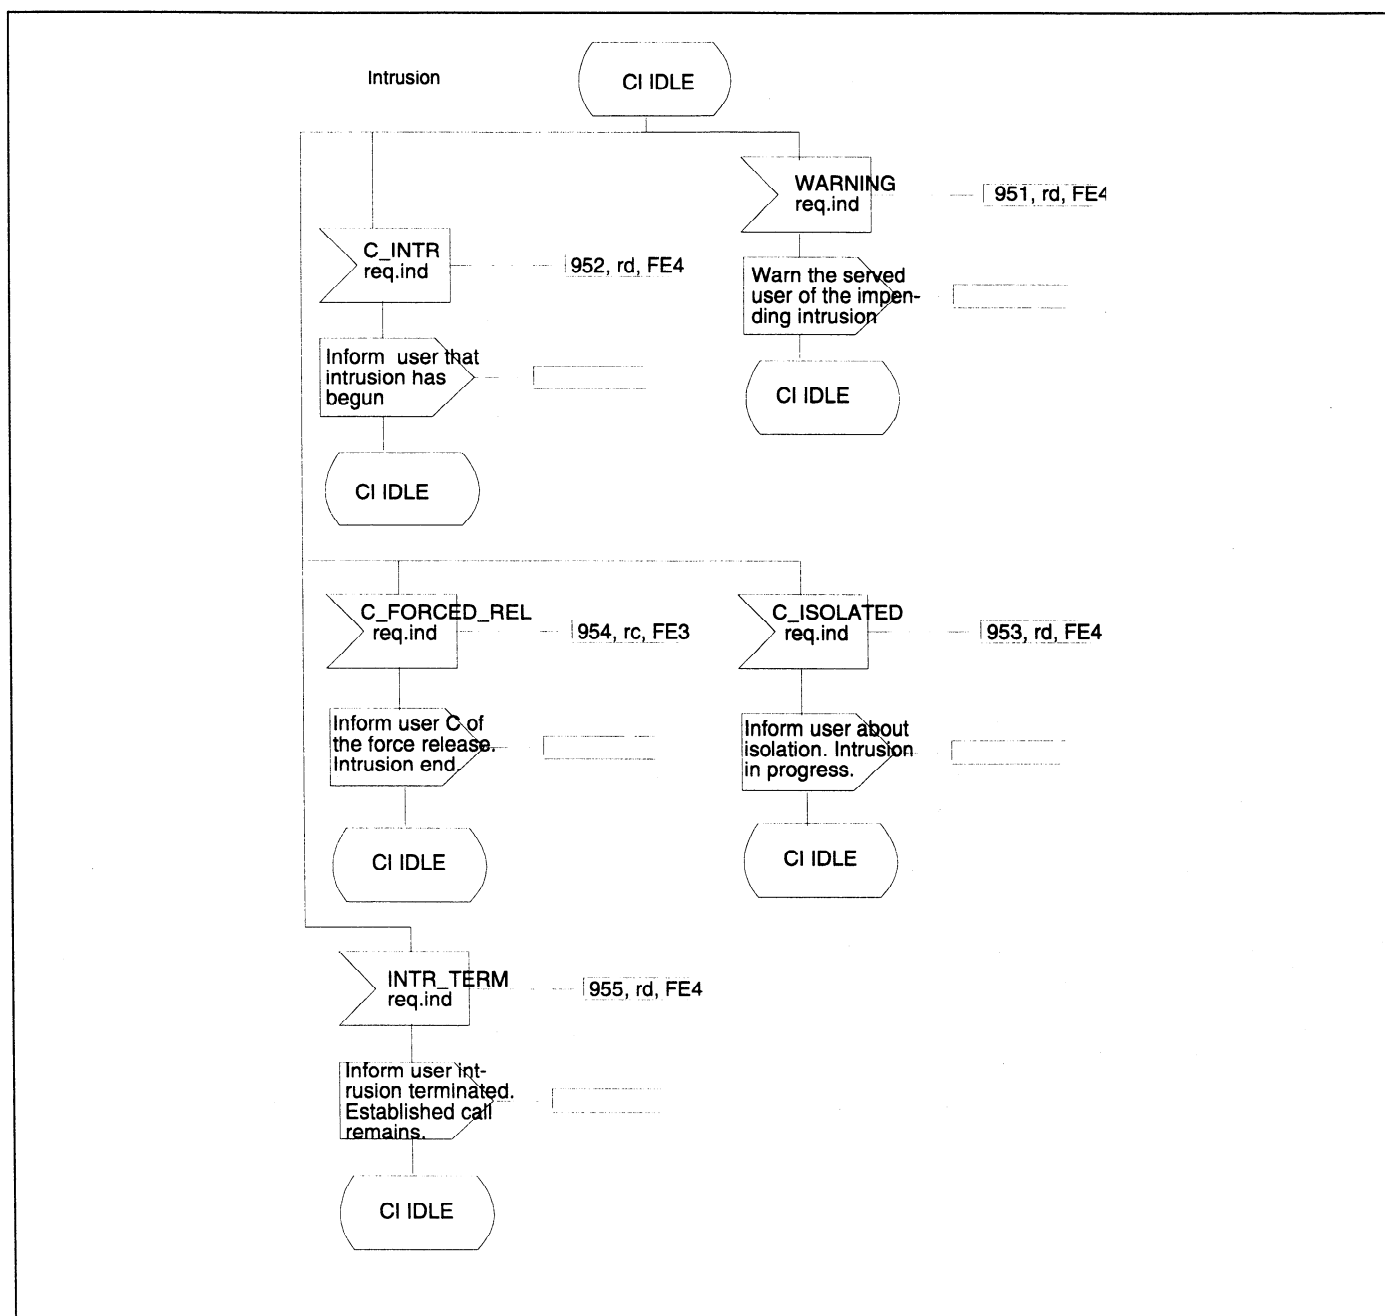 Intrusion
CI IDLE
WARNING
req.ind
951, rd, FE4
C_INTR
req.ind
952, rd, FE4
Warn the served
user of the impen-
ding intrusion
Inform user that
intrusion has
begun
CI IDLE
CI IDLE
C_FORCED_REL
req.ind
954, rc, FE3
C_ISOLATED
req.ind
953, rd, FE4
Inform user C of
the force release.
Intrusion end.
Inform user about
isolation. Intrusion
in progress.
CI IDLE
CI IDLE
INTR_TERM
req.ind
955, rd, FE4
Inform user int-
rusion terminated.
Established call
remains.
CI IDLE